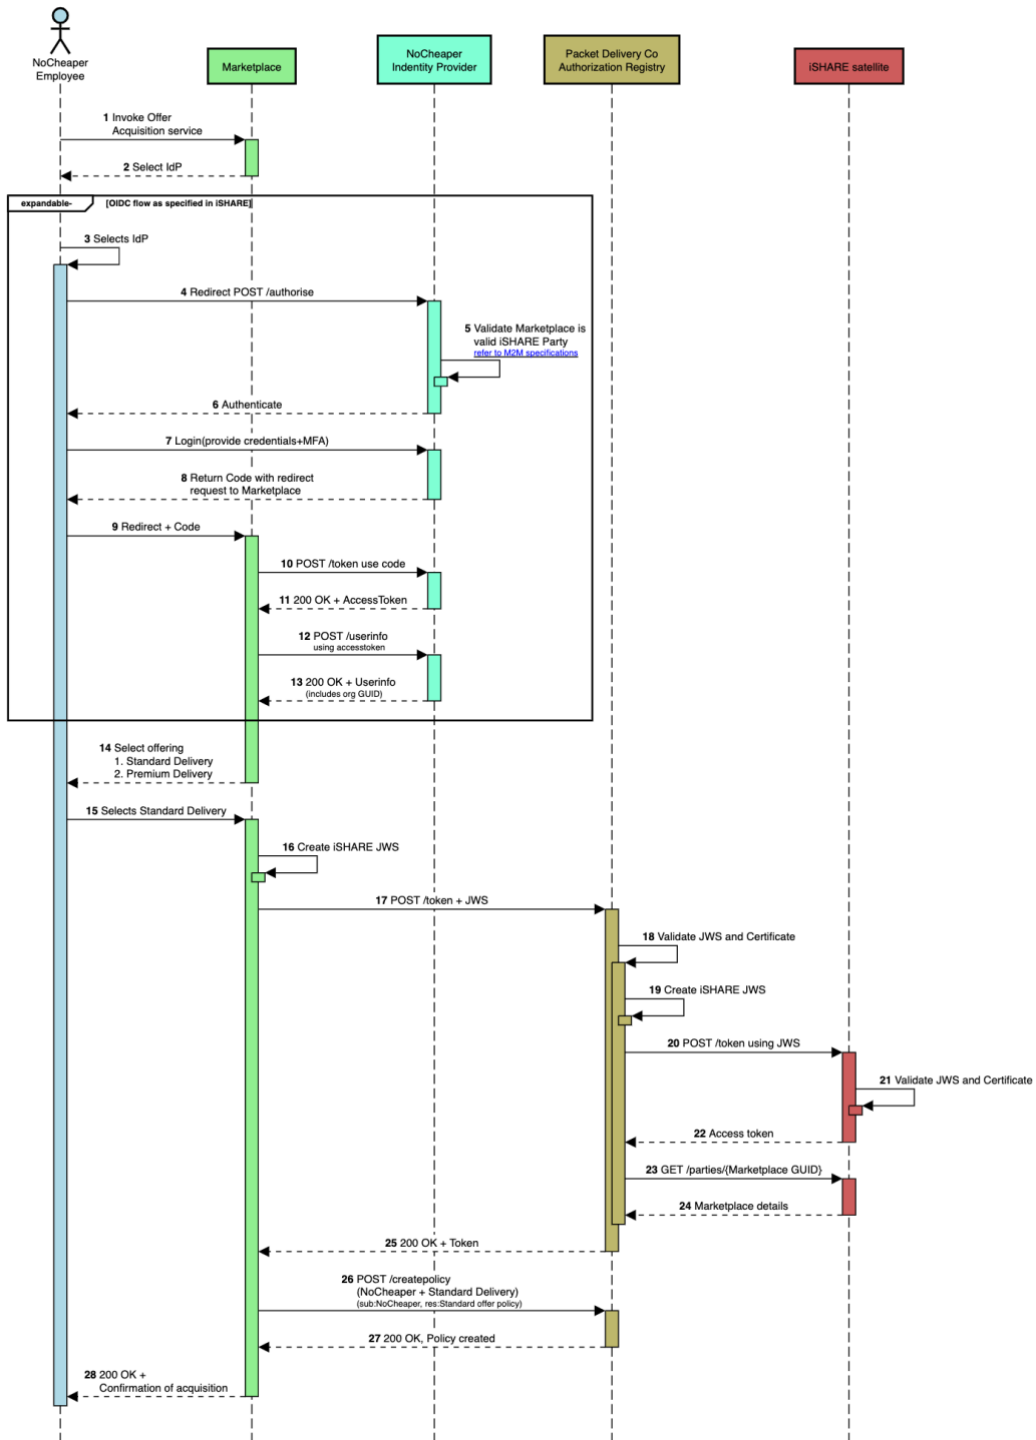 NoCheaper
Employee
Marketplace
NoCheaper
Indentity Provider
Packet Delivery Co
Authorization Registry
iSHARE satellite
1 Invoke Offer
Acquisition service
2 Select IdP
expandable-
[OIDC flow as specified in iSHARE]
3 Selects IdP
4 Redirect POST /authorise
5 Validate Marketplace is
valid iSHARE Party
refer to M2M specifications
6 Authenticate
7 Login(provide credentials+MFA)
8 Return Code with redirect
request to Marketplace
9 Redirect + Code
10 POST /token use code
11 200 OK + AccessToken
12 POST /userinfo
using accesstoken
13 200 OK + Userinfo
(includes org GUID)
14 Select offering
1. Standard Delivery
2. Premium Delivery
15 Selects Standard Delivery
16 Create iSHARE JWS
17 POST /token + JWS
18 Validate JWS and Certificate
19 Create iSHARE JWS
20 POST /token using JWS
21 Validate JWS and Certificate
22 Access token
23 GET /parties/{Marketplace GUID}
24 Marketplace details
25 200 OK + Token
26 POST /createpolicy
(NoCheaper + Standard Delivery)
(sub:NoCheaper, res:Standard offer policy)
27 200 OK, Policy created
28 200 OK +
Confirmation of acquisition